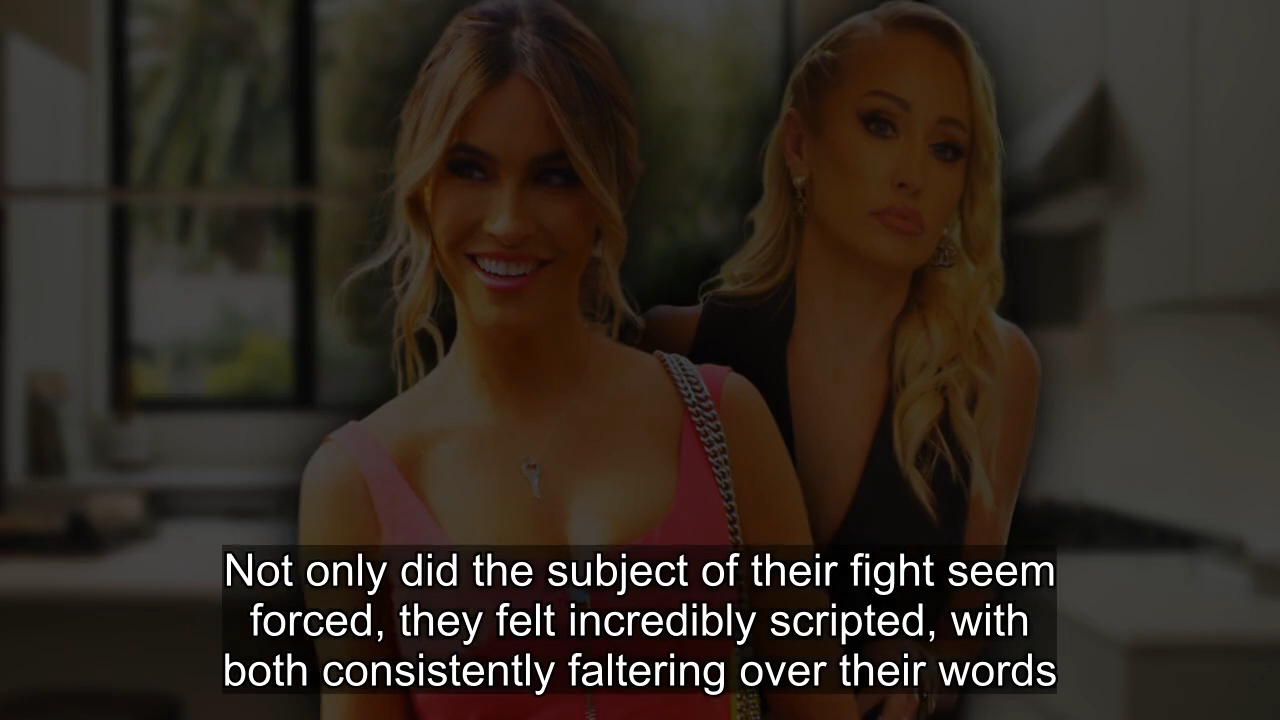 Not only did the subject of their fight seem
forced, they felt incredibly scripted, with
both consistently faltering over their words